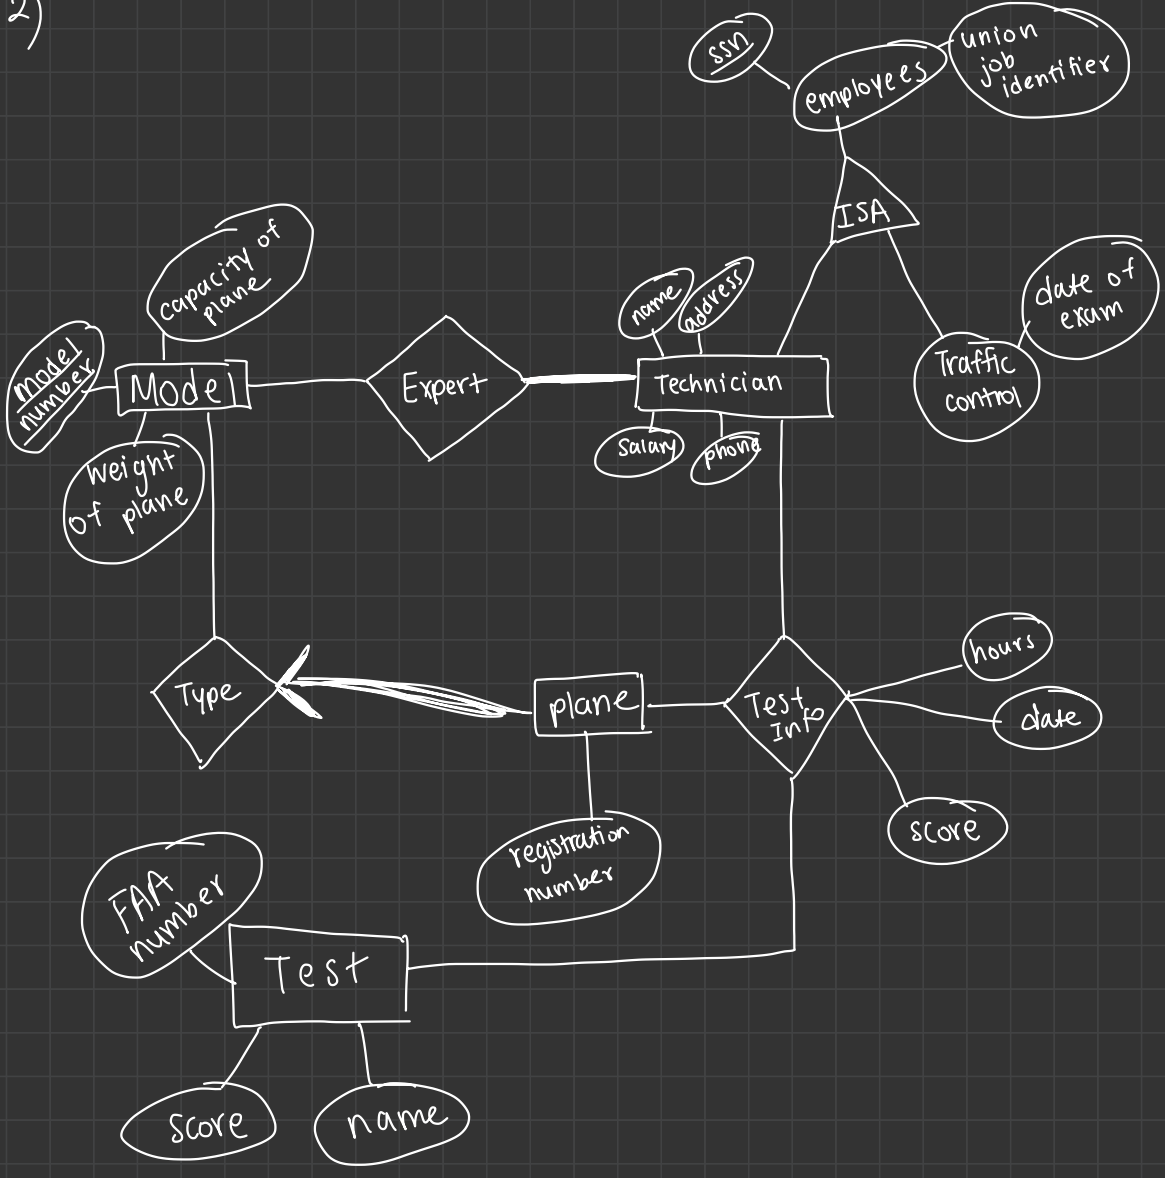 2)
ssn
employees
union
job
identifier
ISA
capacity of
plane
name
address
date of
exam
model
number
Model
Expert
Technician
Traffic
control
salary
phone
weight
of plane
hours
Type
plane
Test
Info
date
score
registration
number
FAA
number
Test
score
name